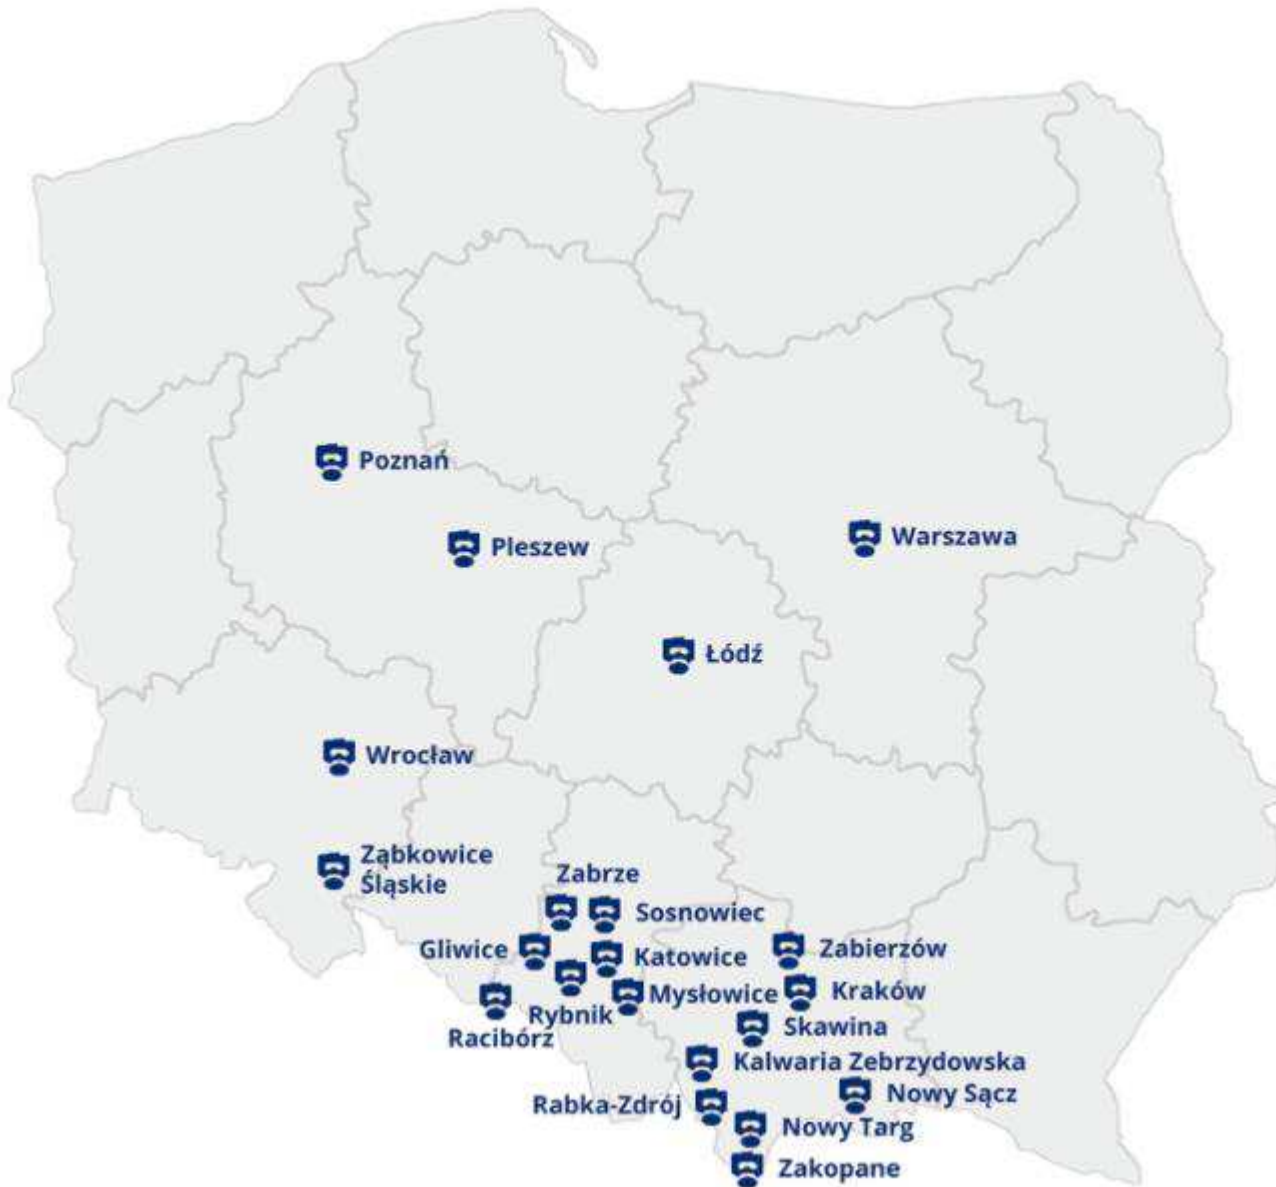 Poznań
Pleszew
Warszawa
Łódź
Wrocław
Ząbkowice
Śląskie
Zabrze
Sosnowiec
Gliwice
Katowice
Zabierzów
Mysłowice
Kraków
Rybnik
Racibórz
Skawina
Kalwaria Zebrzydowska
Nowy Sącz
Rabka-Zdrój
Nowy Targ
Zakopane